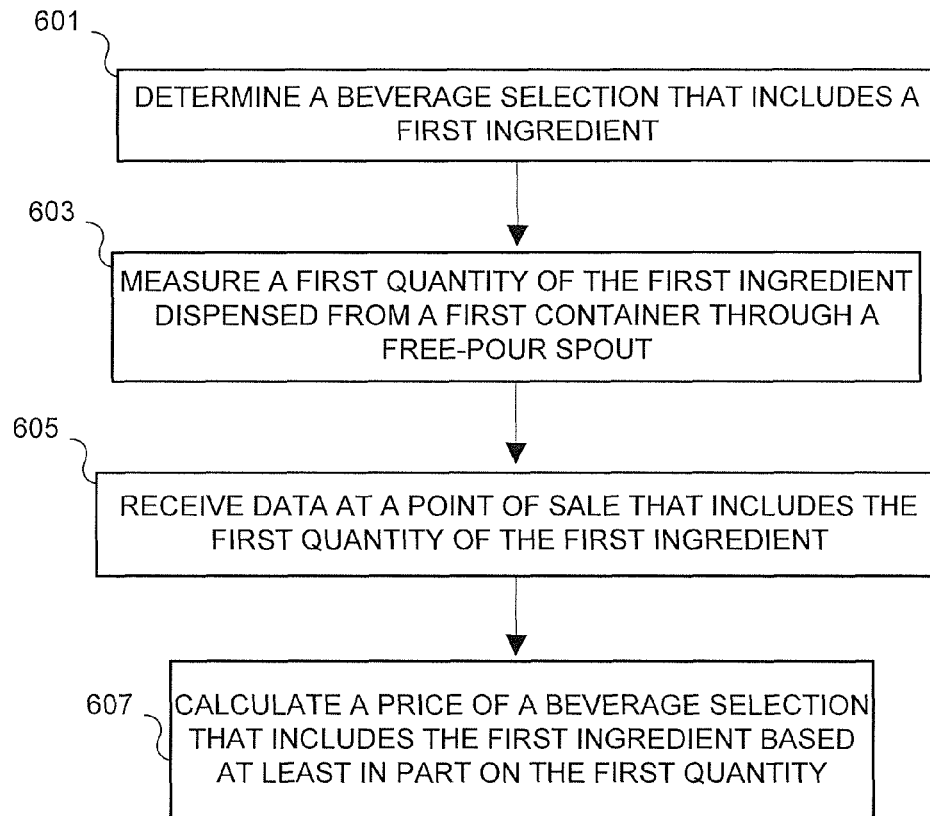 601
DETERMINE A BEVERAGE SELECTION THAT INCLUDES A
FIRST INGREDIENT
603
MEASURE A FIRST QUANTITY OF THE FIRST INGREDIENT
DISPENSED FROM A FIRST CONTAINER THROUGH A
FREE-POUR SPOUT
605
RECEIVE DATA AT A POINT OF SALE THAT INCLUDES THE
FIRST QUANTITY OF THE FIRST INGREDIENT
607
CALCULATE A PRICE OF A BEVERAGE SELECTION
THAT INCLUDES THE FIRST INGREDIENT BASED
AT LEAST IN PART ON THE FIRST QUANTITY